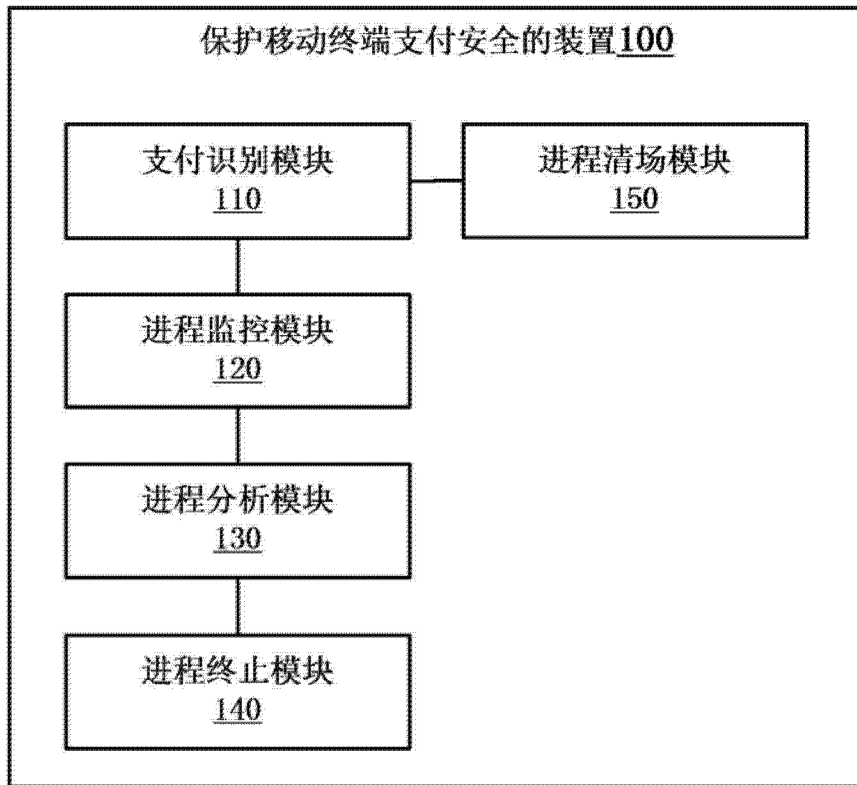 保护移动终端支付安全的装置100
支付识别模块
110
进程清场模块
150
进程监控模块
120
进程分析模块
130
进程终止模块
140